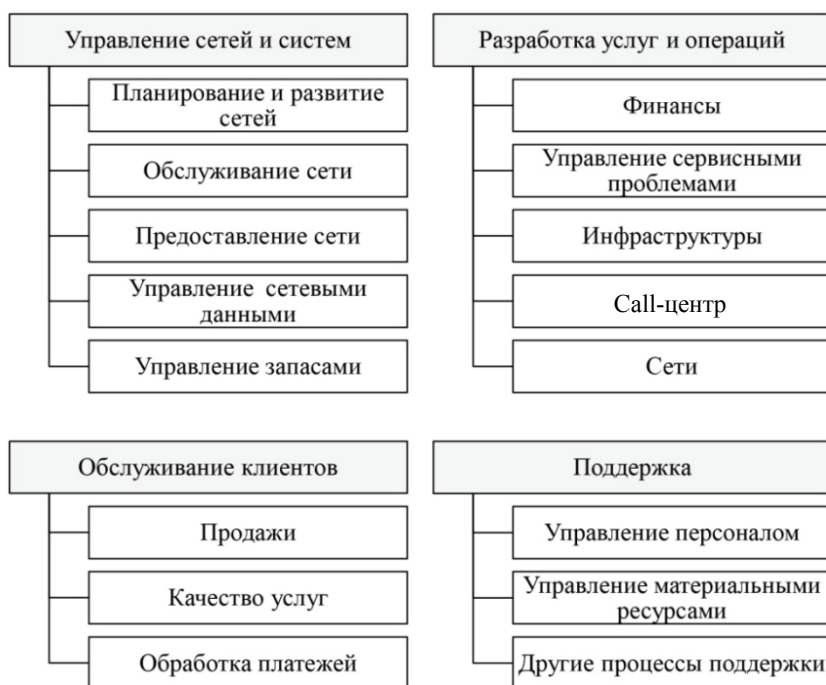 Управление сетей и систем
Планирование и развитие
сетей
Обслуживание сети
Предоставление сети
Управление сетевыми
данными
Управление запасами
Разработка услуг и операций
Финансы
Управление сервисными
проблемами
Инфраструктуры
Call-центр
Сети
Обслуживание клиентов
Продажи
Качество услуг
Обработка платежей
Поддержка
Управление персоналом
Управление материальными
ресурсами
Другие процессы поддержки